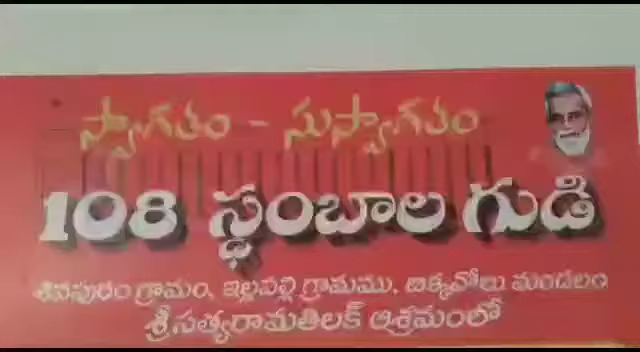 స్వాగతం - సుస్వాగతం
108 స్థంబాల గుడి
శివపురం గ్రామం, ఇల్లపల్లి గ్రామము, బిక్కవోలు మండలం
శ్రీ సత్యరామతిలక్ ఆశ్రమంలో